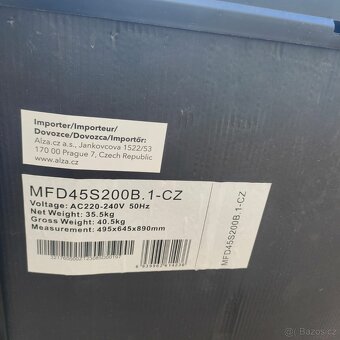 Importer/Importeur/
Dovozce/Dovozca/Importőr:
Alza.cz a.s., Jankovcova 1522/53
170 00 Prague 7, Czech Republic
www.alza.cz
MFD45S200B.1-CZ
Voltage: AC220-240V 50Hz
Net Weight: 35.5kg
Gross Weight: 40.5kg
Measurement: 495x645x890mm
MFD45S200B.1-CZ